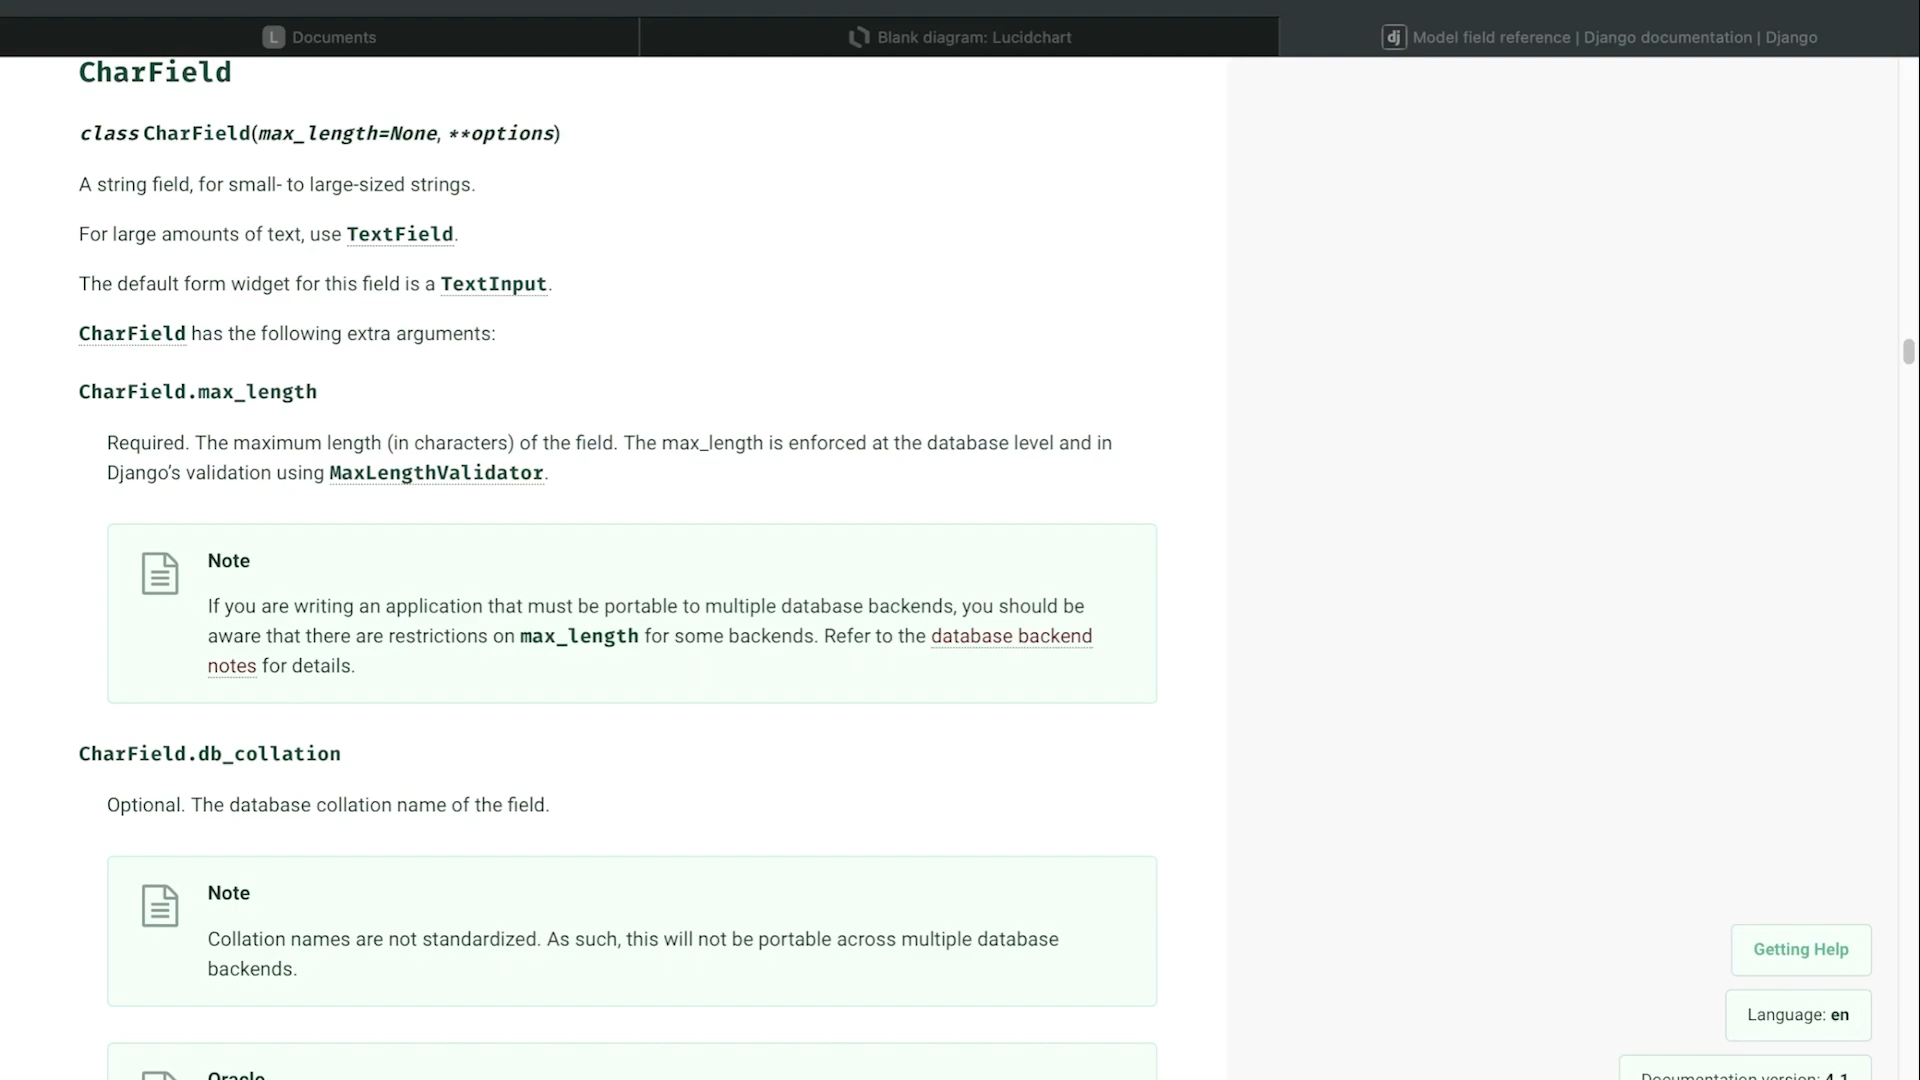 L Documents
Blank diagram: Lucidchart
dj Model field reference | Django documentation | Django
CharField
class CharField(max_length=None, **options)
A string field, for small- to large-sized strings.
For large amounts of text, use TextField.
The default form widget for this field is a TextInput.
CharField has the following extra arguments:
CharField.max_length
Required. The maximum length (in characters) of the field. The max_length is enforced at the database level and in
Django’s validation using MaxLengthValidator.
Note
If you are writing an application that must be portable to multiple database backends, you should be
aware that there are restrictions on max_length for some backends. Refer to the database backend
notes for details.
CharField.db_collation
Optional. The database collation name of the field.
Note
Collation names are not standardized. As such, this will not be portable across multiple database
backends.
Getting Help
Language: en
Oracle
Documentation version: 4.1